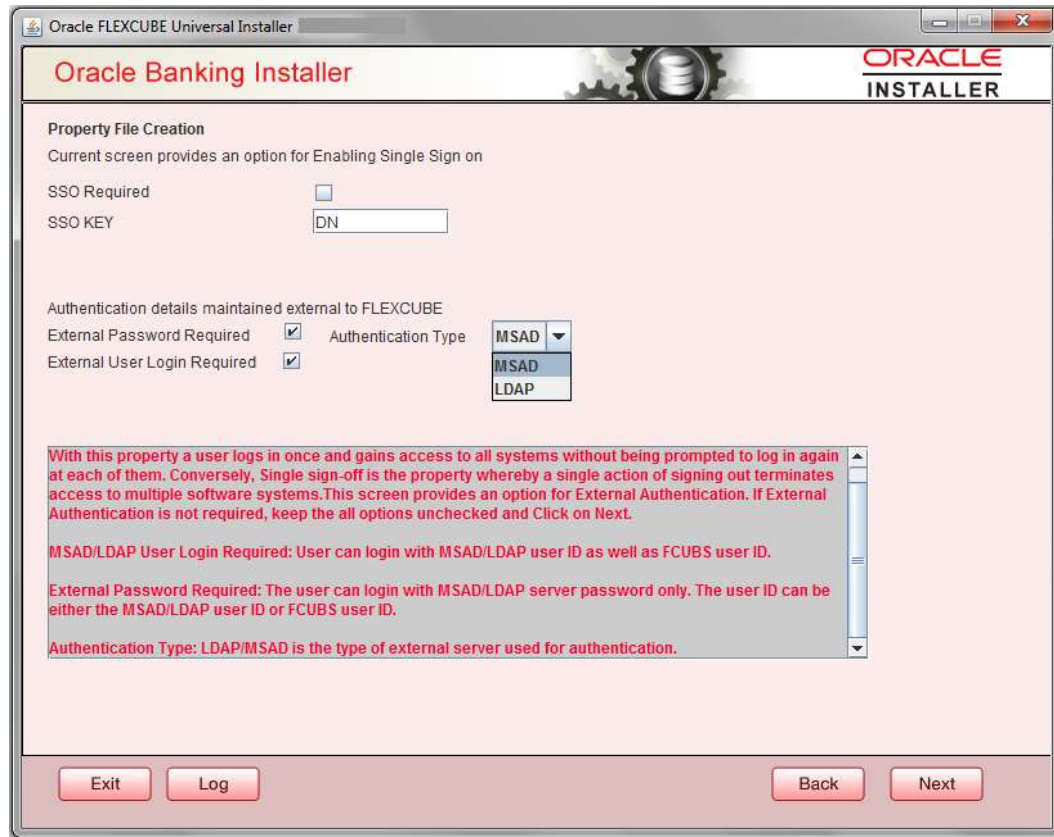 Oracle FLEXCUBE Universal Installer
Oracle Banking Installer
ORACLE
INSTALLER
Property File Creation
Current screen provides an option for Enabling Single Sign on
SSO Required
SSO KEY
DN
Authentication details maintained external to FLEXCUBE
External Password Required Authentication Type MSAD
External User Login Required
MSAD
LDAP
With this property a user logs in once and gains access to all systems without being prompted to log in again
at each of them. Conversely, Single sign-off is the property whereby a single action of signing out terminates
access to multiple software systems.This screen provides an option for External Authentication. If External
Authentication is not required, keep the all options unchecked and Click on Next.
MSAD/LDAP User Login Required: User can login with MSAD/LDAP user ID as well as FCUBS user ID.
External Password Required: The user can login with MSAD/LDAP server password only. The user ID can be
either the MSAD/LDAP user ID or FCUBS user ID.
Authentication Type: LDAP/MSAD is the type of external server used for authentication.
Exit Log Back Next